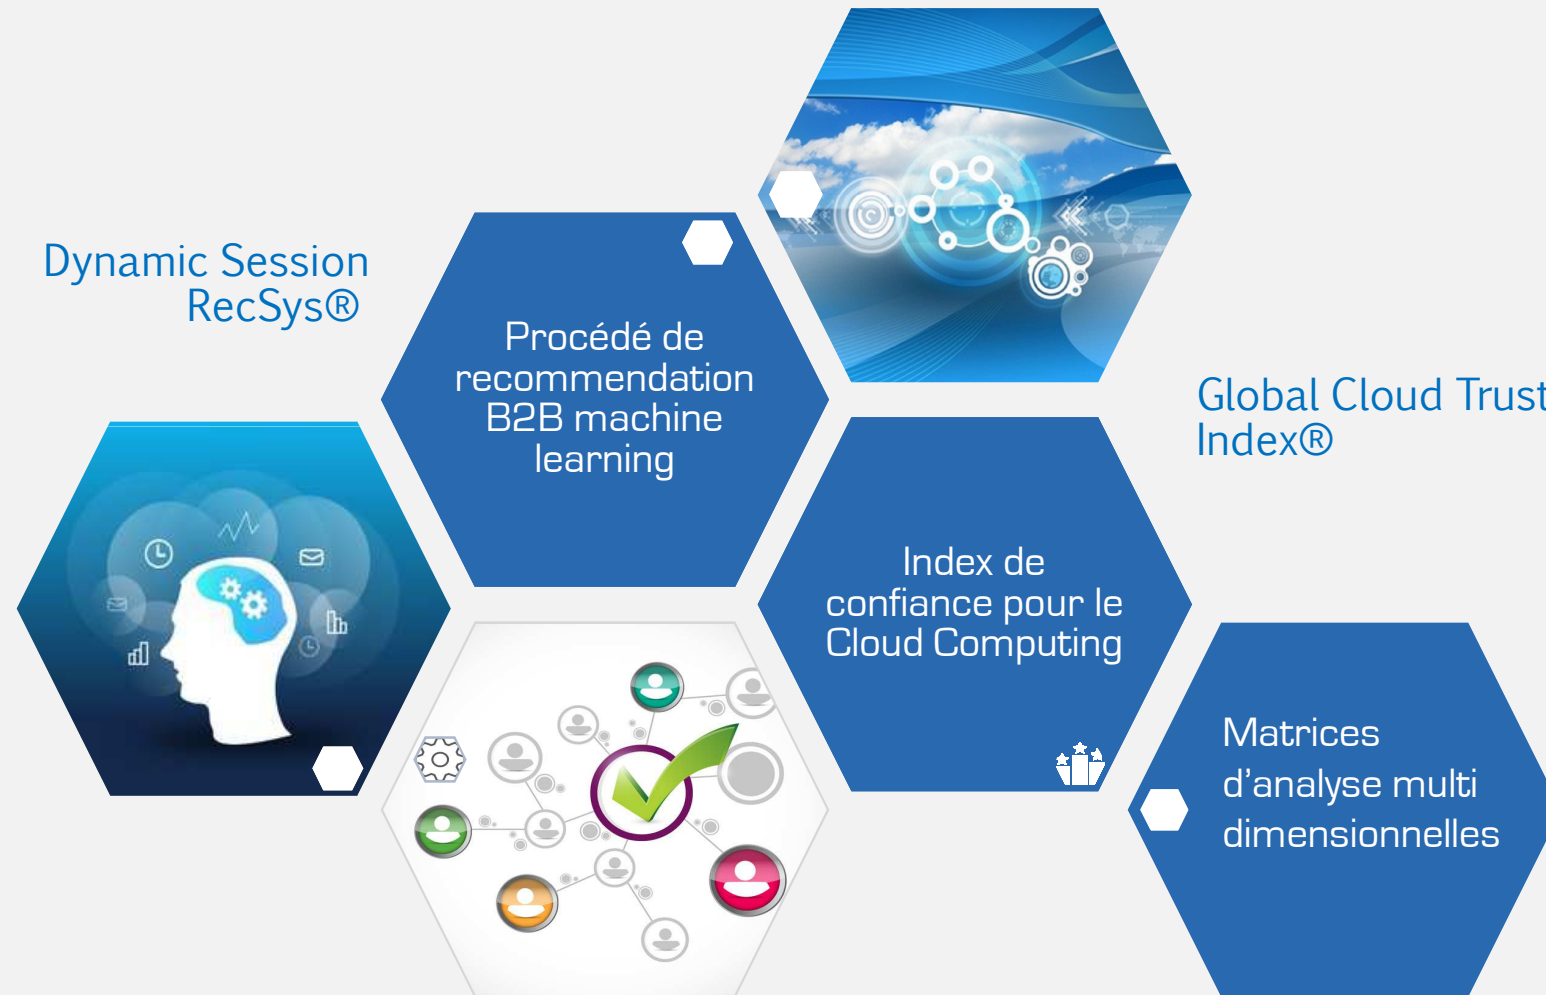 Dynamic Session
RecSys®
Procédé de
recommendation
B2B machine
learning
Global Cloud Trust
Index®
Index de
confiance pour le
Cloud Computing
Matrices
d’analyse multi
dimensionnelles